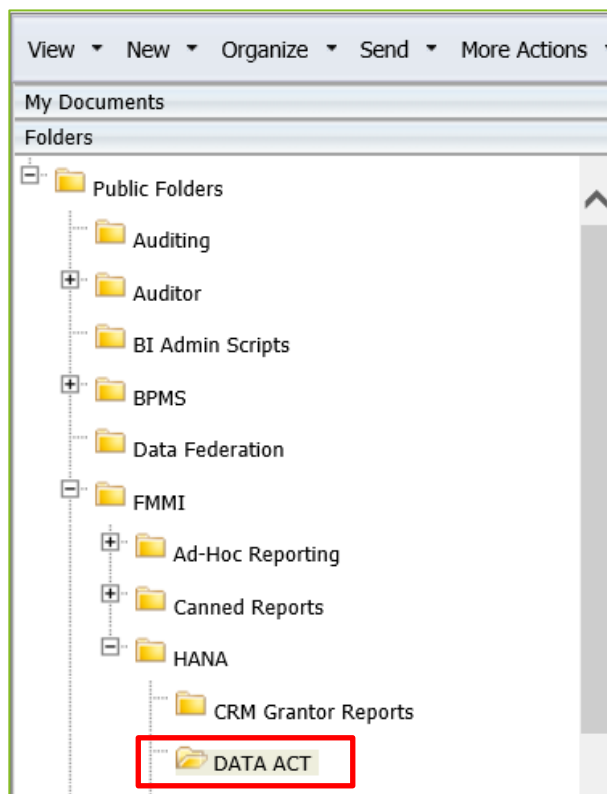 View New Organize Send More Actions
My Documents
Folders
Public Folders
Auditing
Auditor
BI Admin Scripts
BPMS
Data Federation
FMMI
Ad-Hoc Reporting
Canned Reports
HANA
CRM Grantor Reports
DATA ACT